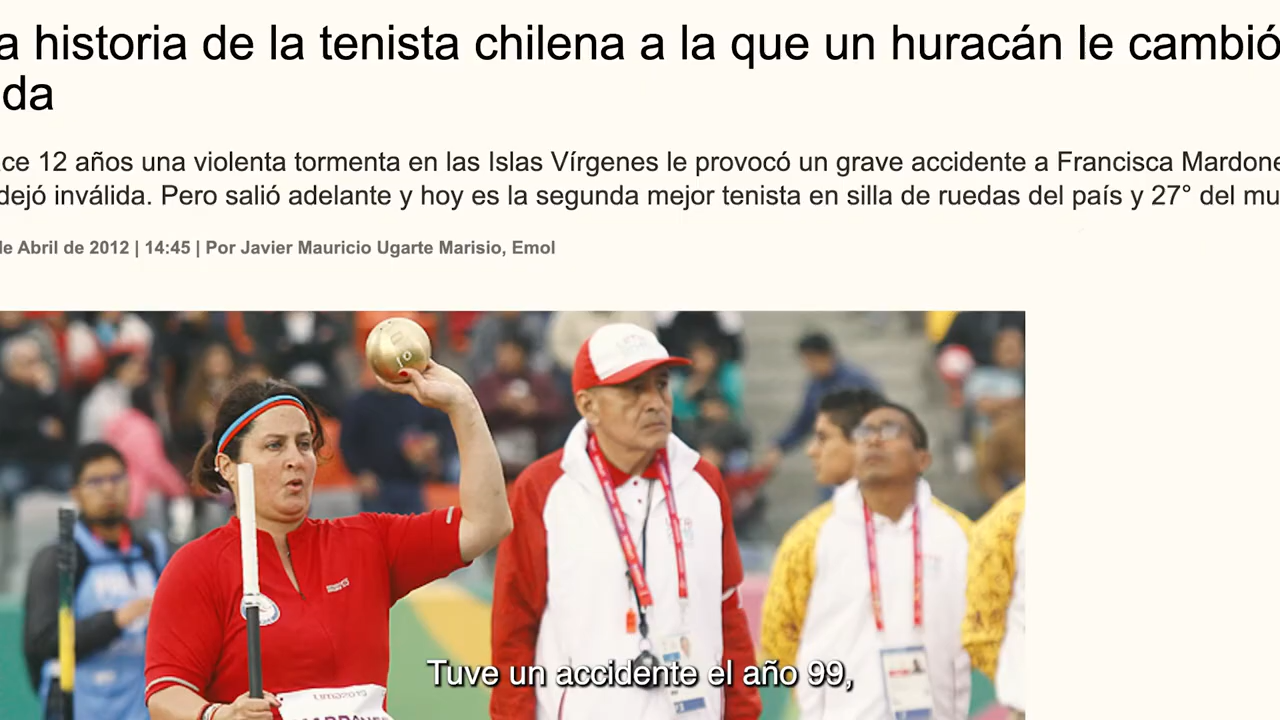 a historia de la tenista chilena a la que un huracán le cambió
da
ce 12 años una violenta tormenta en las Islas Vírgenes le provocó un grave accidente a Francisca Mardone
dejó inválida. Pero salió adelante y hoy es la segunda mejor tenista en silla de ruedas del país y 27° del mu
de Abril de 2012 | 14:45 | Por Javier Mauricio Ugarte Marisio, Emol
10
Tuve un accidente el año 99,